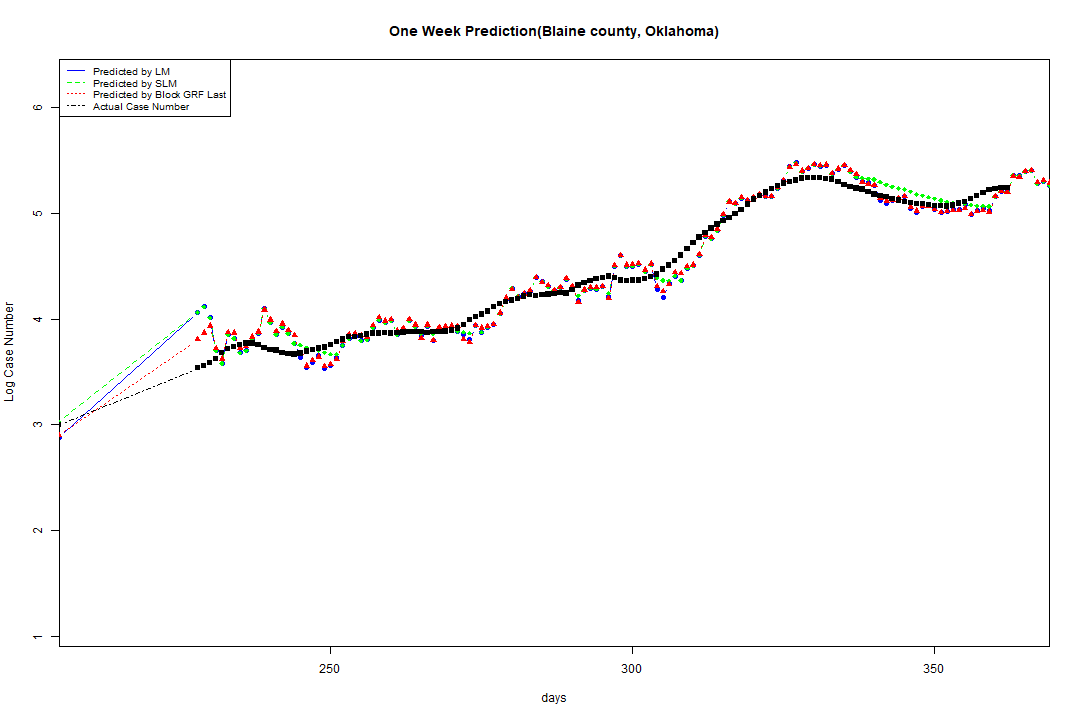 One Week Prediction(Blaine county, Oklahoma)
Predicted by LM
Predicted by SLM
Predicted by Block GRF Last
Actual Case Number
Log Case Number
6
5
4
3
2
1
250
300
350
days